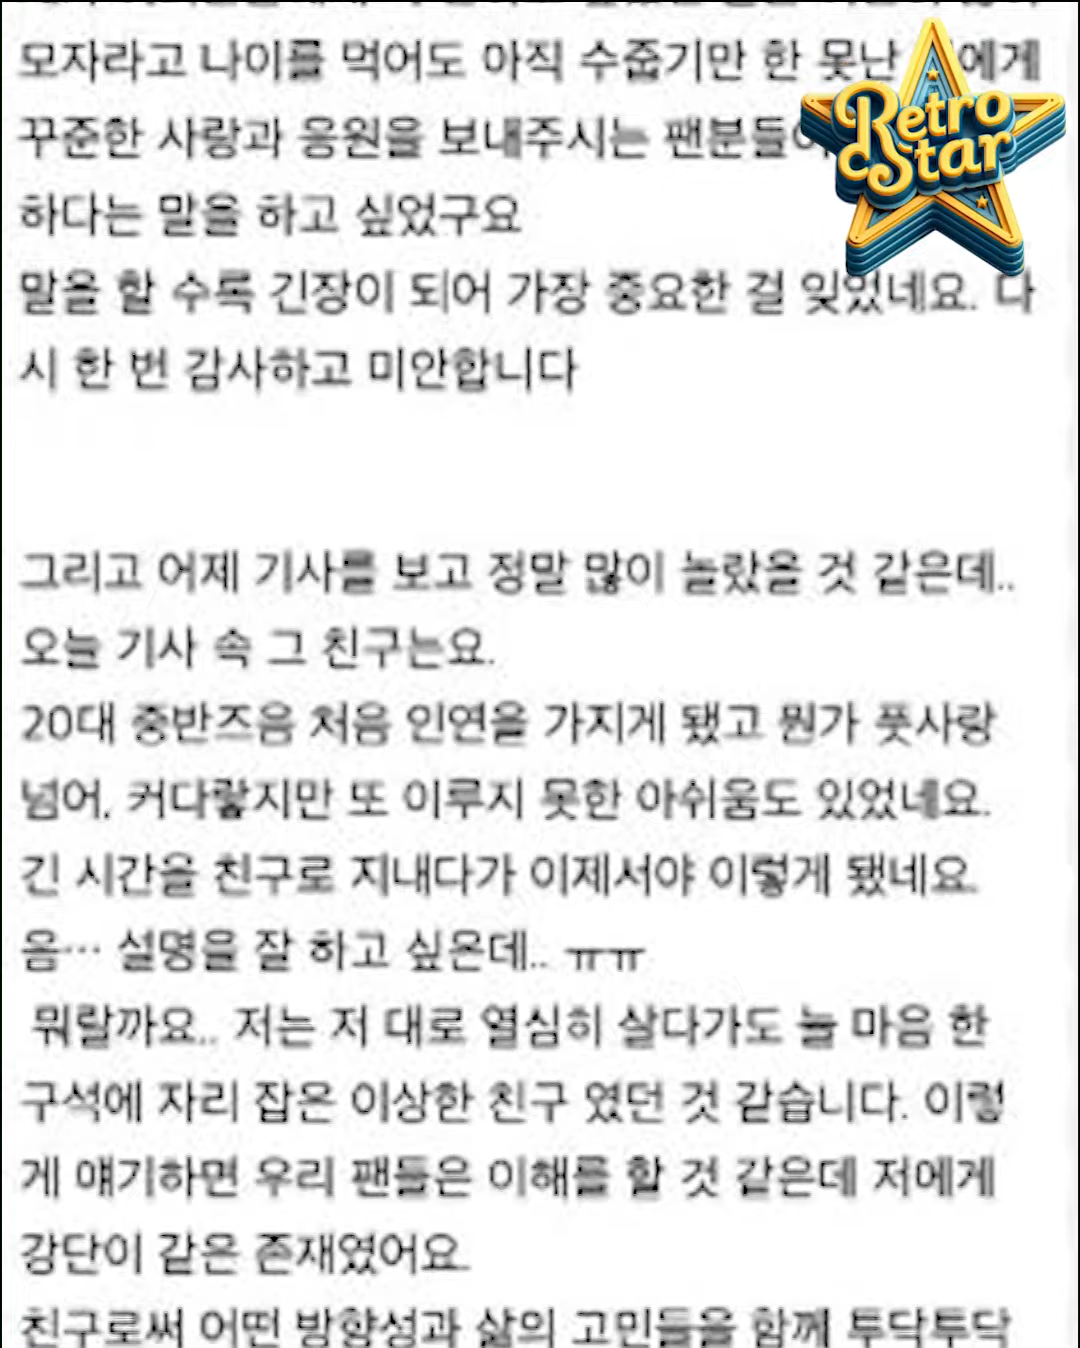 모자라고 나이를 먹어도 아직 수줍기만 한 못난 에게
꾸준한 사랑과 응원을 보내주시는 팬분들
하다는 말을 하고 싶었구요
말을 할 수록 긴장이 되어 가장 중요한 걸 잊었네요. 다
시 한 번 감사하고 미안합니다
그리고 어제 기사를 보고 정말 많이 놀랐을 것 같은데..
오늘 기사 속 그 친구는요.
20대 중반즈음 처음 인연을 가지게 됐고 뭔가 풋사랑
넘어, 커다랗지만 또 이루지 못한 아쉬움도 있었네요.
긴 시간을 친구로 지내다가 이제서야 이렇게 됐네요.
음… 설명을 잘 하고 싶은데.. ㅠㅠ
뭐랄까요.. 저는 저 대로 열심히 살다가도 늘 마음 한
구석에 자리 잡은 이상한 친구 였던 것 같습니다. 이렇
게 얘기하면 우리 팬들은 이해를 할 것 같은데 저에게
강단이 같은 존재였어요.
친구로써 어떤 방향성과 삶의 고민들을 함께 투닥투닥
Retro
Star